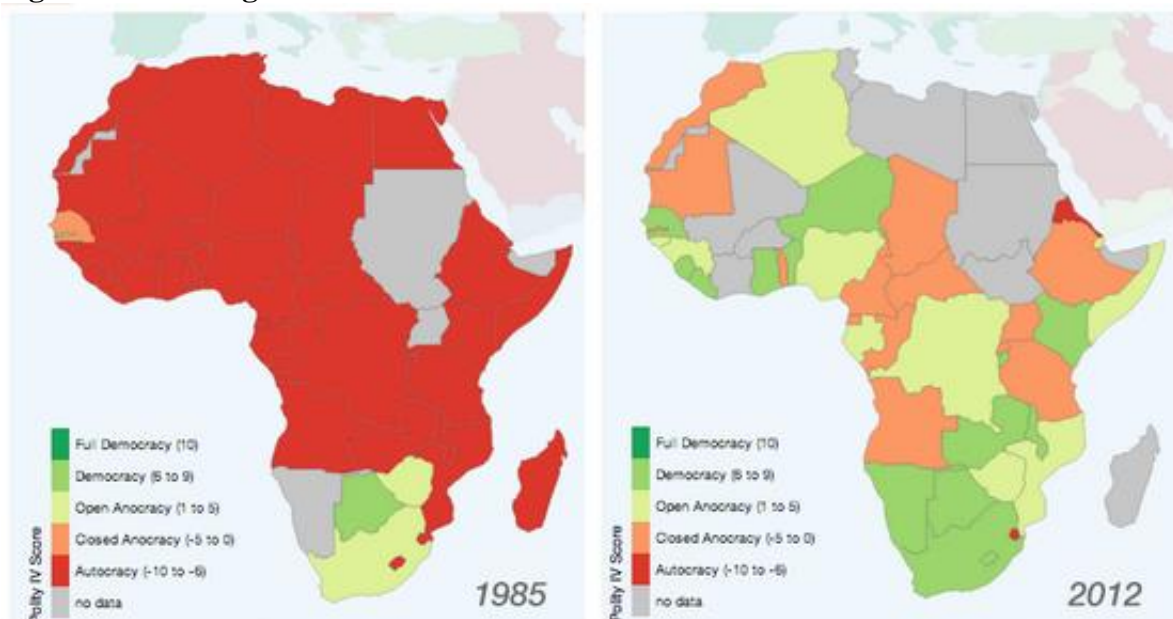 Full Democracy (10)
Democracy (6 to 9)
Open Anocracy (1 to 5)
Closed Anocracy (-5 to 0)
Autocracy (-10 to -6)
no data
Polity IV Score
1985
Full Democracy (10)
Democracy (6 to 9)
Open Anocracy (1 to 5)
Closed Anocracy (-5 to 0)
Autocracy (-10 to -6)
no data
Polity IV Score
2012